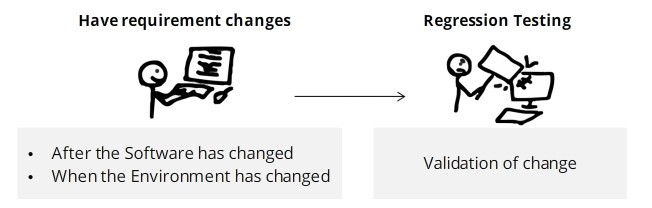 Have requirement changes
Regression Testing
• After the Software has changed
• When the Environment has changed
Validation of change